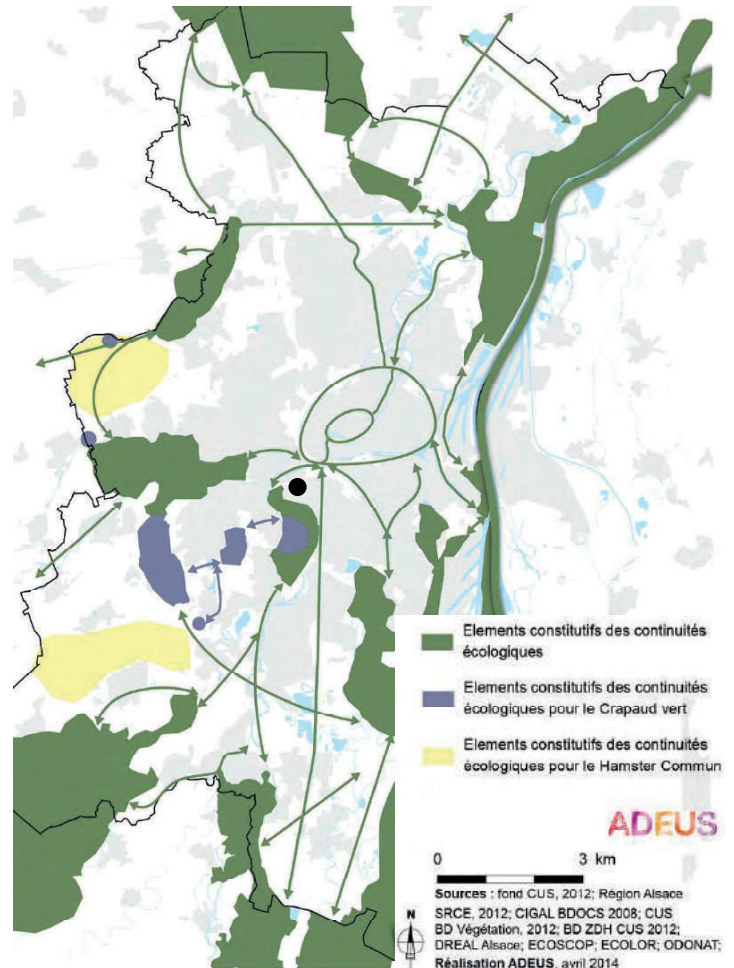 Elements constitutifs des continuités
écologiques
Elements constitutifs des continuités
écologiques pour le Crapaud vert
Elements constitutifs des continuités
écologiques pour le Hamster Commun
ADEUS
0 3 km
Sources : fond CUS, 2012; Région Alsace
N
SRCE, 2012; CIGAL BDOCS 2008; CUS
BD Végétation, 2012; BD ZDH CUS 2012;
DREAL Alsace; ECOSCOP; ECOLOR; ODONAT;
Réalisation ADEUS, avril 2014